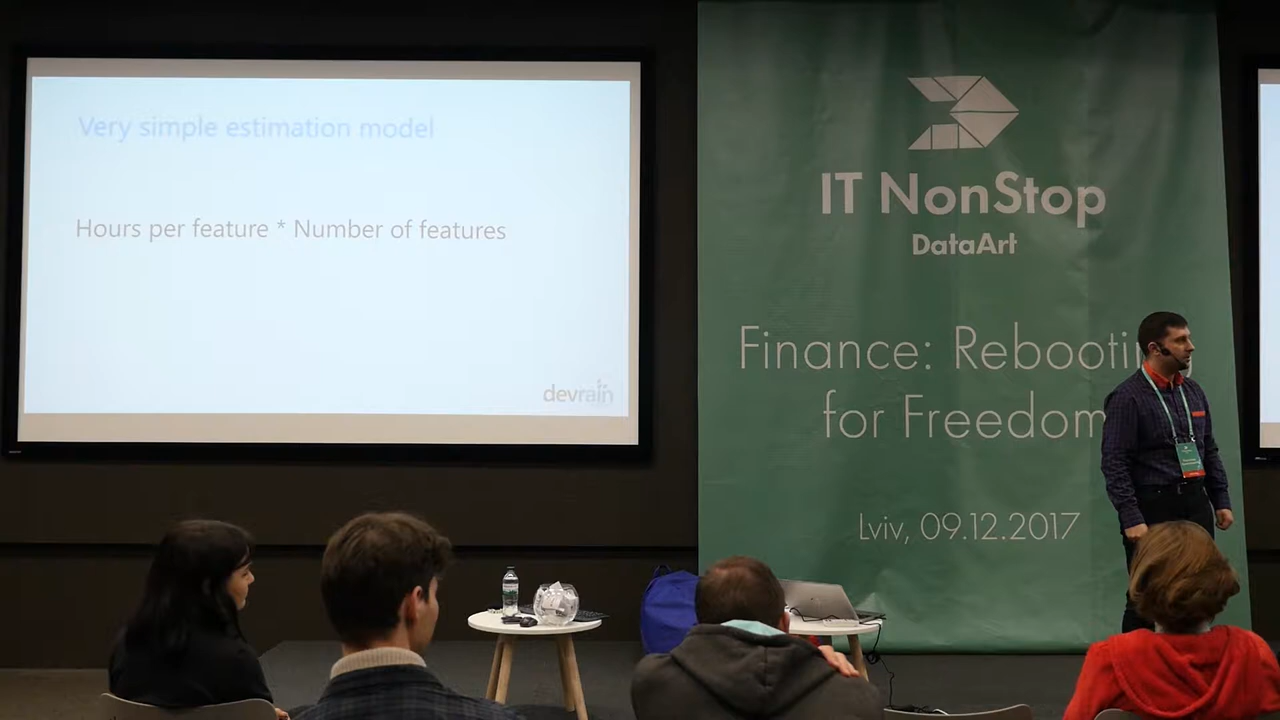 Very simple estimation model
Hours per feature * Number of features
devrain
IT NonStop
DataArt
Finance: Rebooti
for Freedom
Lviv, 09.12.2017